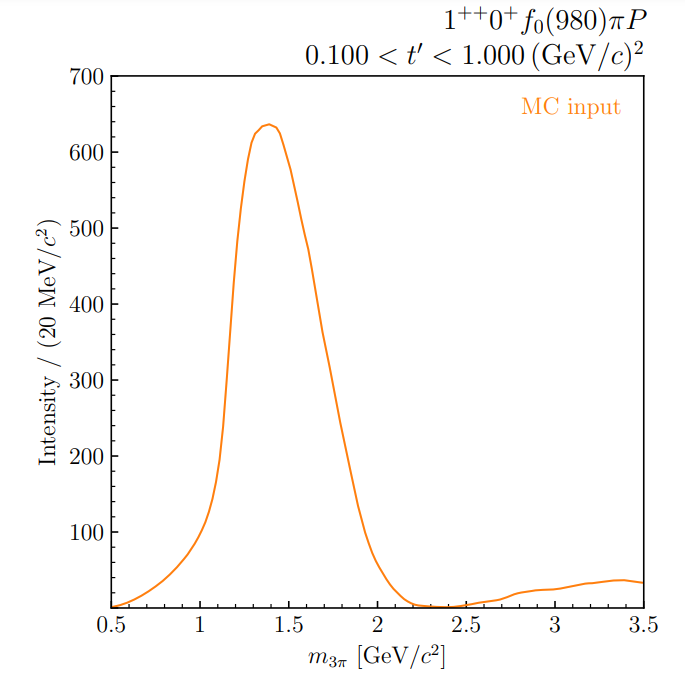 1⁺⁺0⁺ f₀(980)πP
0.100 < t′ < 1.000 (GeV/c)²
MC input
Intensity / (20 MeV/c²)
700
600
500
400
300
200
100
0.5 1 1.5 2 2.5 3 3.5
m₃π [GeV/c²]